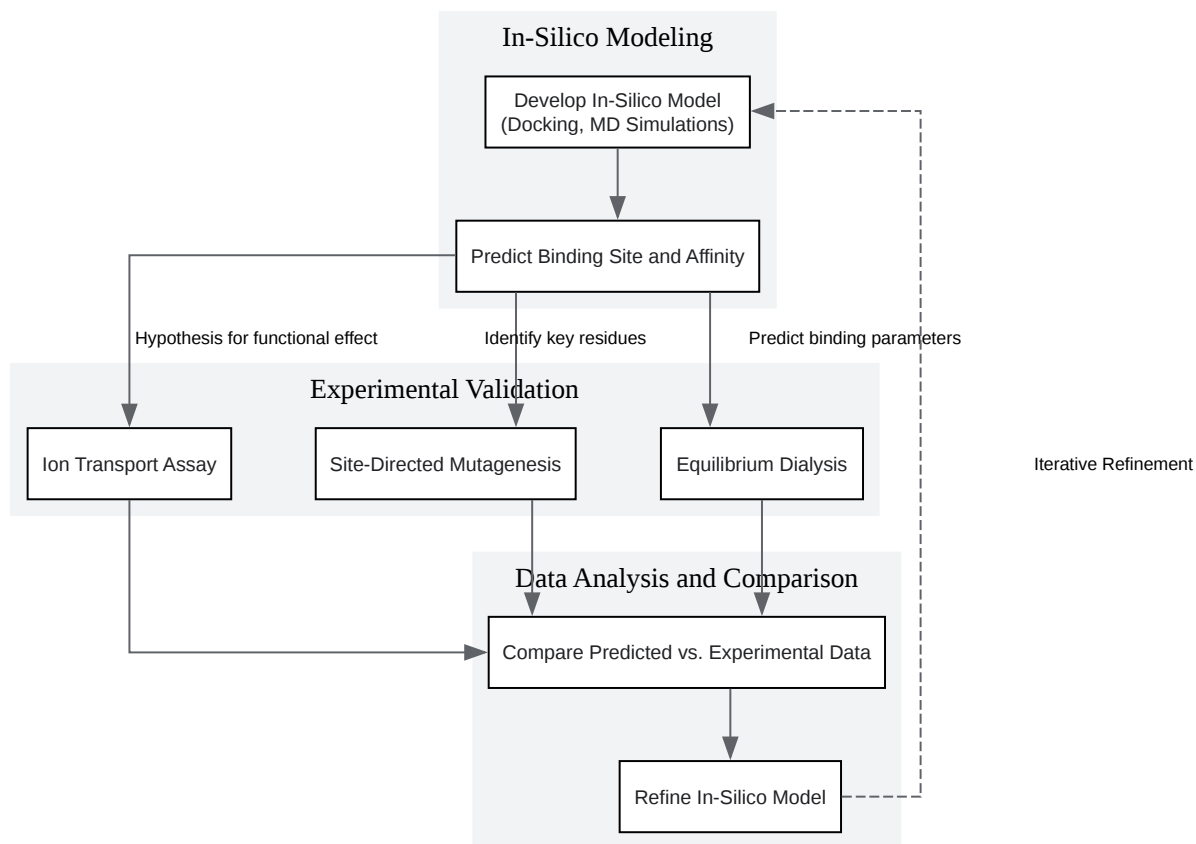 In-Silico Modeling
Develop In-Silico Model
(Docking, MD Simulations)
Predict Binding Site and Affinity
Hypothesis for functional effect
Identify key residues
Predict binding parameters
Experimental Validation
Ion Transport Assay
Site-Directed Mutagenesis
Equilibrium Dialysis
Iterative Refinement
Data Analysis and Comparison
Compare Predicted vs. Experimental Data
Refine In-Silico Model